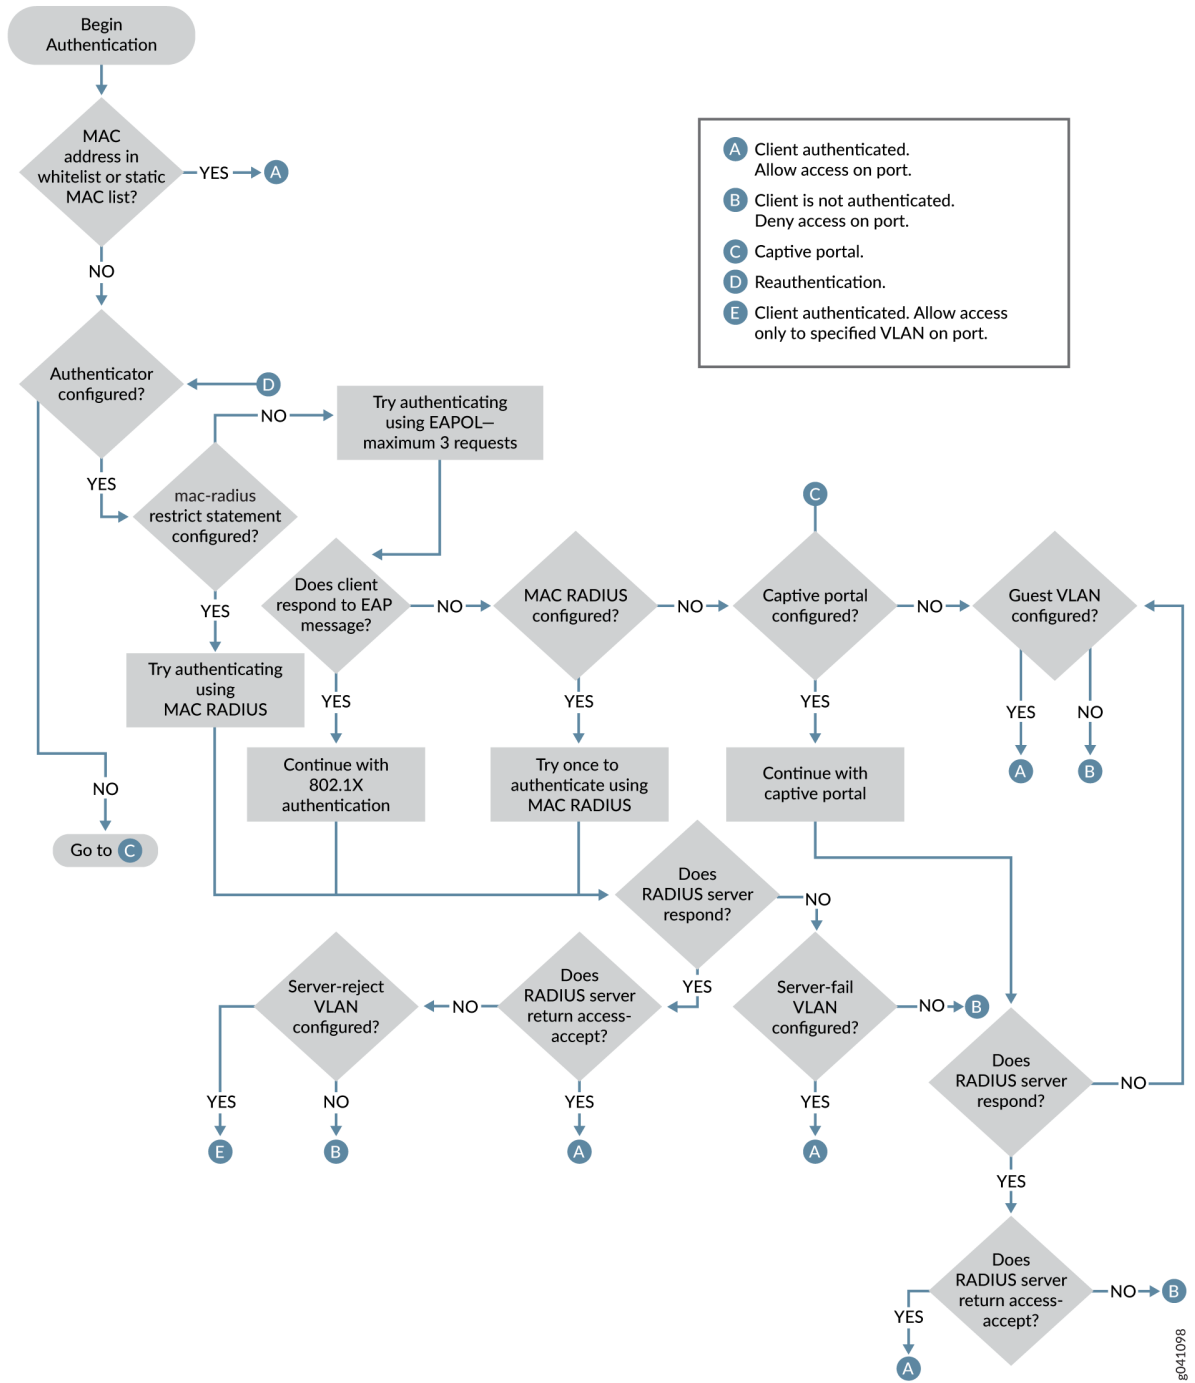 Begin
Authentication
MAC
address in
whitelist or static
MAC list?
YES
A
NO
A Client authenticated.
Allow access on port.
B Client is not authenticated.
Deny access on port.
C Captive portal.
D Reauthentication.
E Client authenticated. Allow access
only to specified VLAN on port.
Authenticator
configured?
D
YES
NO
Try authenticating
using EAPOL—
maximum 3 requests
mac-radius
restrict statement
configured?
YES
Try authenticating
using
MAC RADIUS
NO
Go to C
Does client
respond to EAP
message?
NO
YES
Continue with
802.1X
authentication
MAC RADIUS
configured?
NO
YES
Try once to
authenticate using
MAC RADIUS
C
Captive portal
configured?
NO
YES
Continue with
captive portal
Guest VLAN
configured?
YES
NO
A
B
Does
RADIUS server
respond?
NO
YES
Server-reject
VLAN
configured?
NO
Does
RADIUS server
return access-
accept?
Server-fail
VLAN
configured?
NO
B
YES
NO
YES
YES
E
B
A
A
Does
RADIUS server
respond?
NO
YES
Does
RADIUS server
return access-
accept?
NO
B
YES
A
g041098